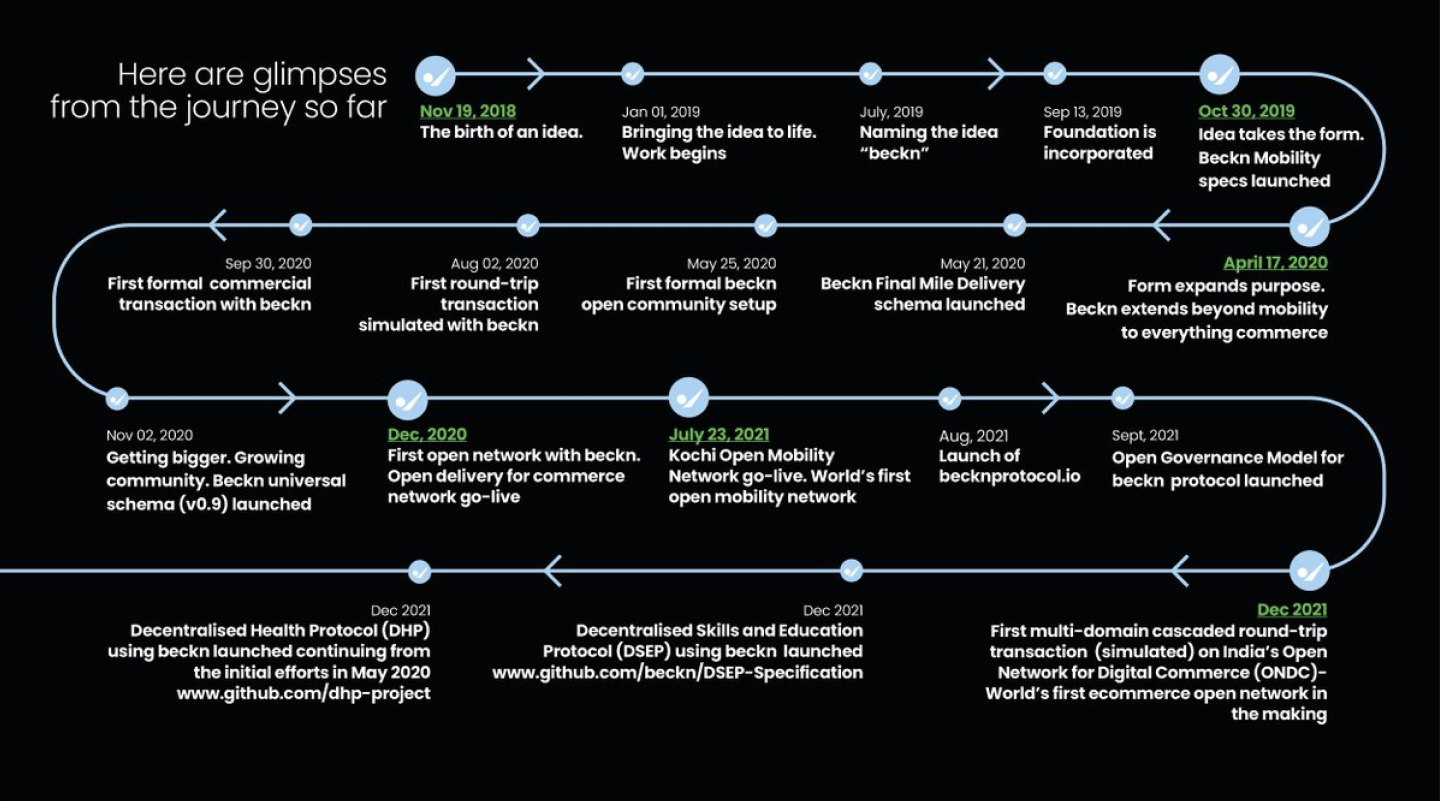 Here are glimpses
from the journey so far
Nov 19, 2018
The birth of an idea.
Jan 01, 2019
Bringing the idea to life.
Work begins
July, 2019
Naming the idea
“beckn”
Sep 13, 2019
Foundation is
incorporated
Oct 30, 2019
Idea takes the form.
Beckn Mobility
specs launched
April 17, 2020
Form expands purpose.
Beckn extends beyond mobility
to everything commerce
May 21, 2020
Beckn Final Mile Delivery
schema launched
May 25, 2020
First formal beckn
open community setup
Aug 02, 2020
First round-trip
transaction
simulated with beckn
Sep 30, 2020
First formal commercial
transaction with beckn
Nov 02, 2020
Getting bigger. Growing
community. Beckn universal
schema (v0.9) launched
Dec, 2020
First open network with beckn.
Open delivery for commerce
network go-live
July 23, 2021
Kochi Open Mobility
Network go-live. World’s first
open mobility network
Aug, 2021
Launch of
becknprotocol.io
Sept, 2021
Open Governance Model for
beckn protocol launched
Dec 2021
First multi-domain cascaded round-trip
transaction (simulated) on India’s Open
Network for Digital Commerce (ONDC)-
World’s first ecommerce open network in
the making
Dec 2021
Decentralised Skills and Education
Protocol (DSEP) using beckn launched
www.github.com/beckn/DSEP-Specification
Dec 2021
Decentralised Health Protocol (DHP)
using beckn launched continuing from
the initial efforts in May 2020
www.github.com/dhp-project